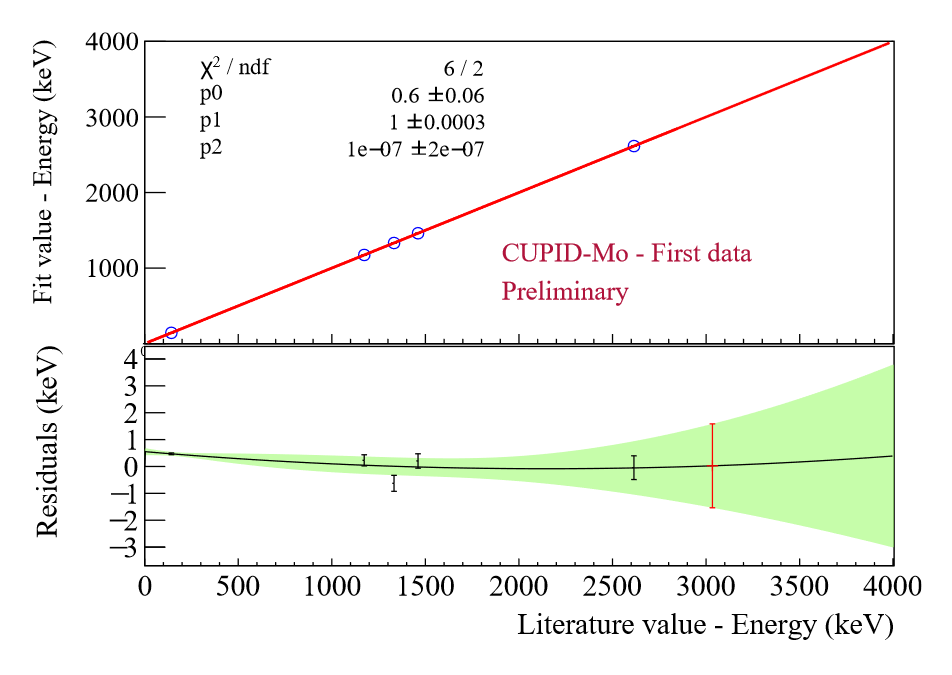 Fit value - Energy (keV)
4000
3000
2000
1000
χ² / ndf 6 / 2
p0 0.6 ±0.06
p1 1 ±0.0003
p2 1e−07 ±2e−07
CUPID-Mo - First data
Preliminary
Residuals (keV)
4
3
2
1
0
−1
−2
−3
0 500 1000 1500 2000 2500 3000 3500 4000
Literature value - Energy (keV)